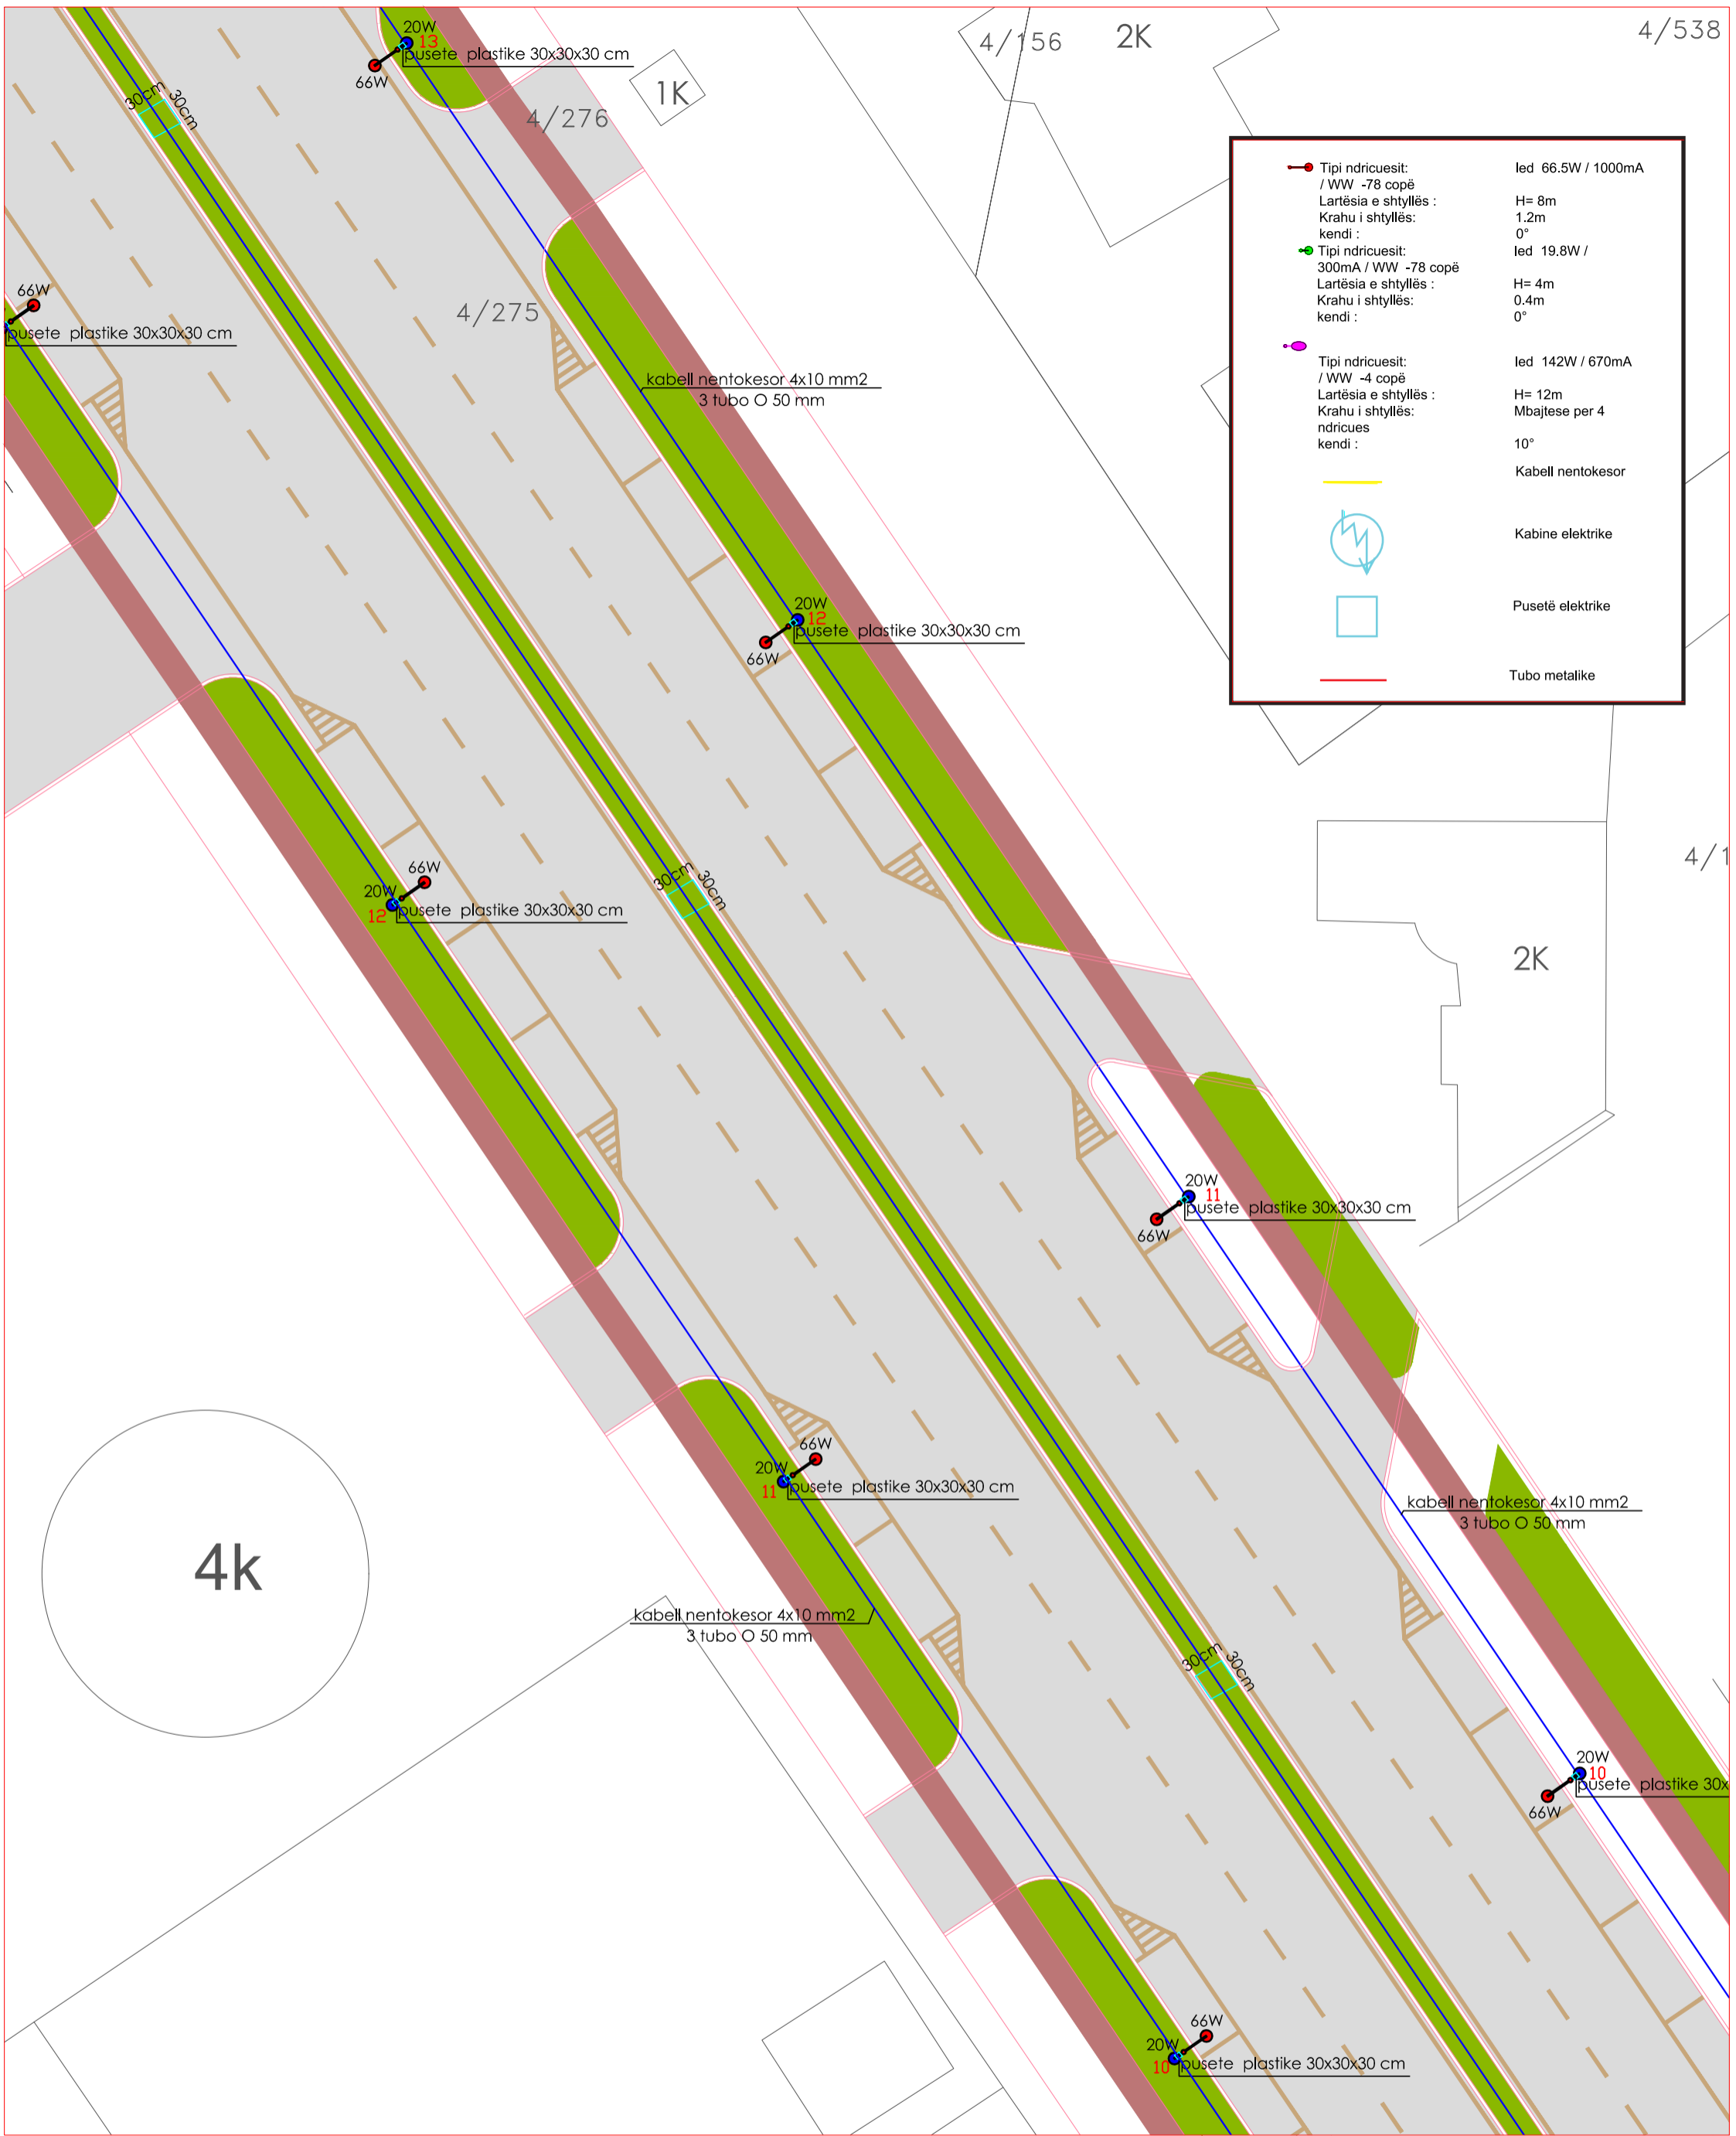 20W
13
pusete plastike 30x30x30 cm
66W
4/156
2K
4/538
1K
30cm 30cm
4/276
66W
pusete plastike 30x30x30 cm
4/275
Tipi ndricuesit: led 66.5W / 1000mA
/ WW -78 copë
Lartësia e shtyllës : H= 8m
Krahu i shtyllës: 1.2m
kendi : 0°
Tipi ndricuesit: led 19.8W /
300mA / WW -78 copë
Lartësia e shtyllës : H= 4m
Krahu i shtyllës: 0.4m
kendi : 0°
Tipi ndricuesit: led 142W / 670mA
/ WW -4 copë
Lartësia e shtyllës : H= 12m
Krahu i shtyllës: Mbajtese per 4
ndricues
kendi : 10°
Kabell nentokesor
Kabine elektrike
Pusetë elektrike
Tubo metalike
kabell nentokesor 4x10 mm2
3 tubo O 50 mm
20W
12
pusete plastike 30x30x30 cm
66W
66W
20W
12
pusete plastike 30x30x30 cm
30cm 30cm
4/1
2K
20W
11
pusete plastike 30x30x30 cm
66W
66W
20W
11
pusete plastike 30x30x30 cm
kabell nentokesor 4x10 mm2
3 tubo O 50 mm
4k
kabell nentokesor 4x10 mm2
3 tubo O 50 mm
30cm 30cm
20W
10
pusete plastike 30x
66W
66W
20W
10
pusete plastike 30x30x30 cm